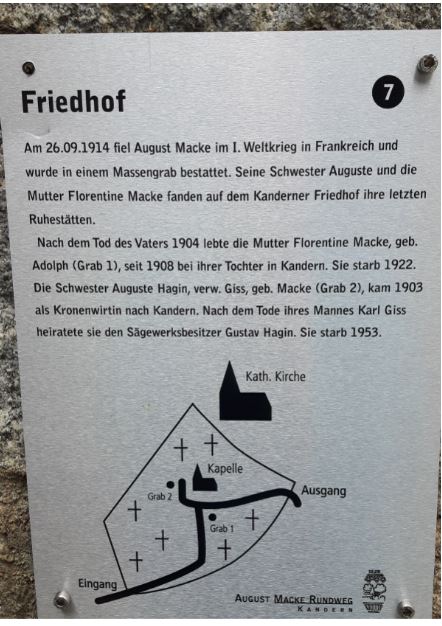 Friedhof
7
Am 26.09.1914 fiel August Macke im I. Weltkrieg in Frankreich und
wurde in einem Massengrab bestattet. Seine Schwester Auguste und die
Mutter Florentine Macke fanden auf dem Kanderner Friedhof ihre letzten
Ruhestätten.
Nach dem Tod des Vaters 1904 lebte die Mutter Florentine Macke, geb.
Adolph (Grab 1), seit 1908 bei ihrer Tochter in Kandern. Sie starb 1922.
Die Schwester Auguste Hagin, verw. Giss, geb. Macke (Grab 2), kam 1903
als Kronenwirtin nach Kandern. Nach dem Tode ihres Mannes Karl Giss
heiratete sie den Sägewerksbesitzer Gustav Hagin. Sie starb 1953.
Kath. Kirche
Kapelle
Grab 2
Ausgang
Grab 1
Eingang
AUGUST MACKE RUNDWEG
KANDERN